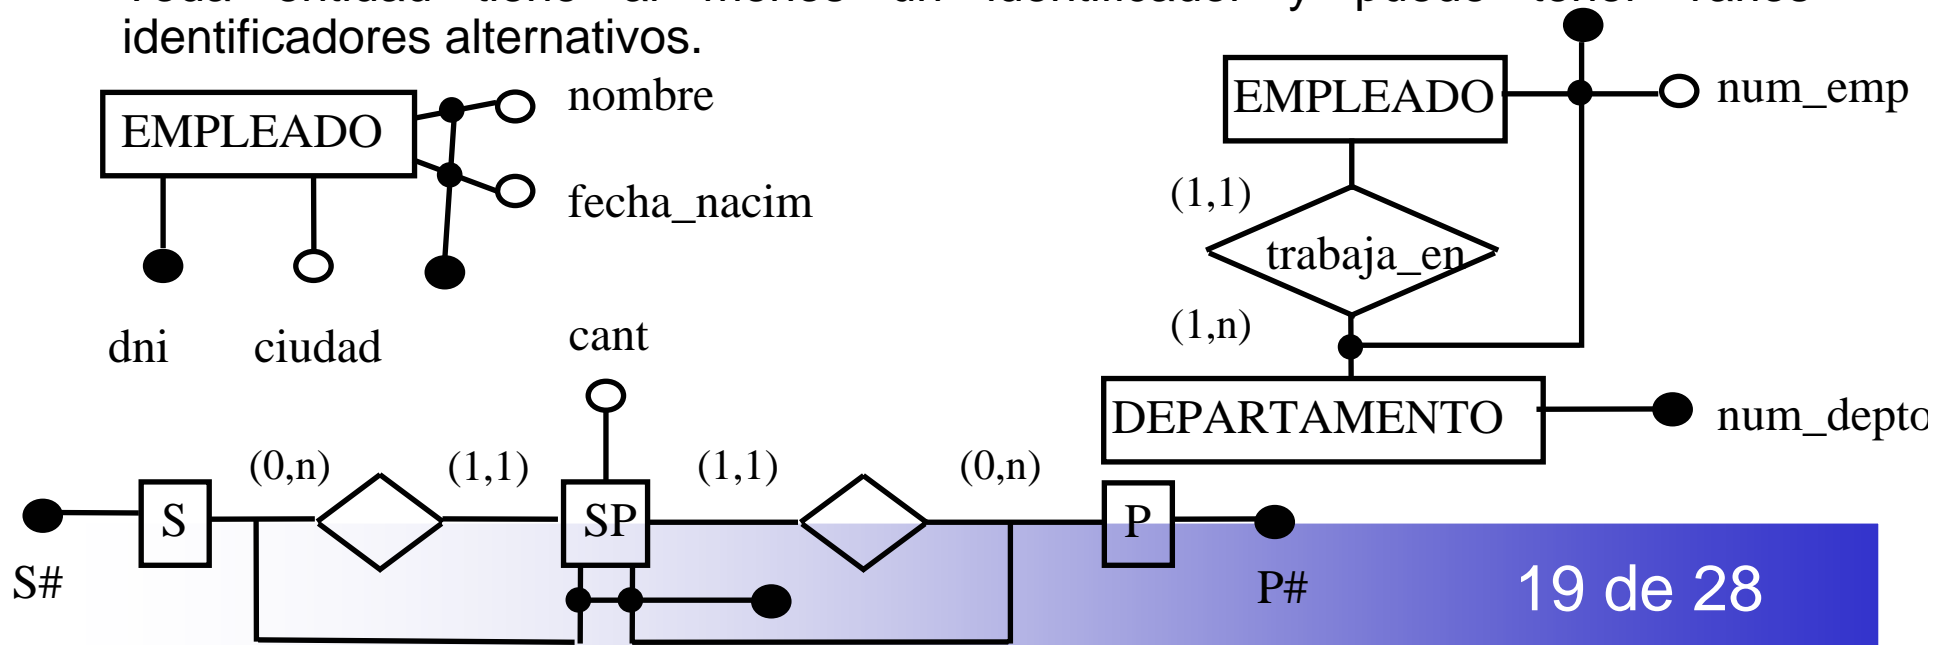 identificadores alternativos.
nombre
EMPLEADO
fecha_nacim
dni
ciudad
EMPLEADO
num_emp
(1,1)
trabaja_en
(1,n)
DEPARTAMENTO
num_depto
cant
(0,n)
(1,1)
(1,1)
(0,n)
S
SP
P
S#
P#
19 de 28